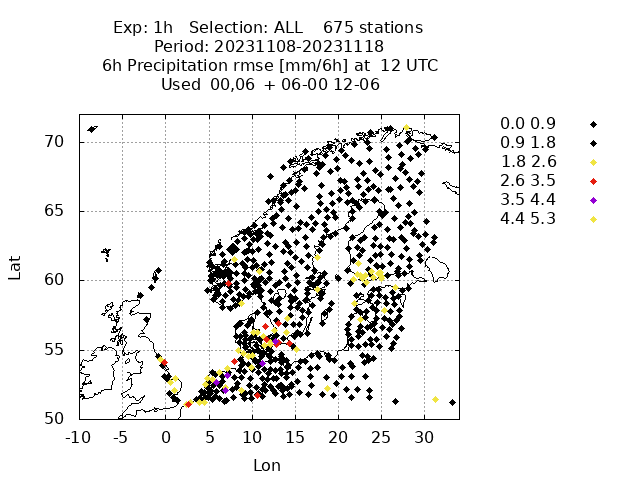 Exp: 1h   Selection: ALL    675 stations
Period: 20231108-20231118
6h Precipitation rmse [mm/6h] at  12 UTC
Used  00,06 + 06-00 12-06
0.0 0.9
0.9 1.8
1.8 2.6
2.6 3.5
3.5 4.4
4.4 5.3
70
65
60
55
50
Lat
-10 -5 0 5 10 15 20 25 30
Lon